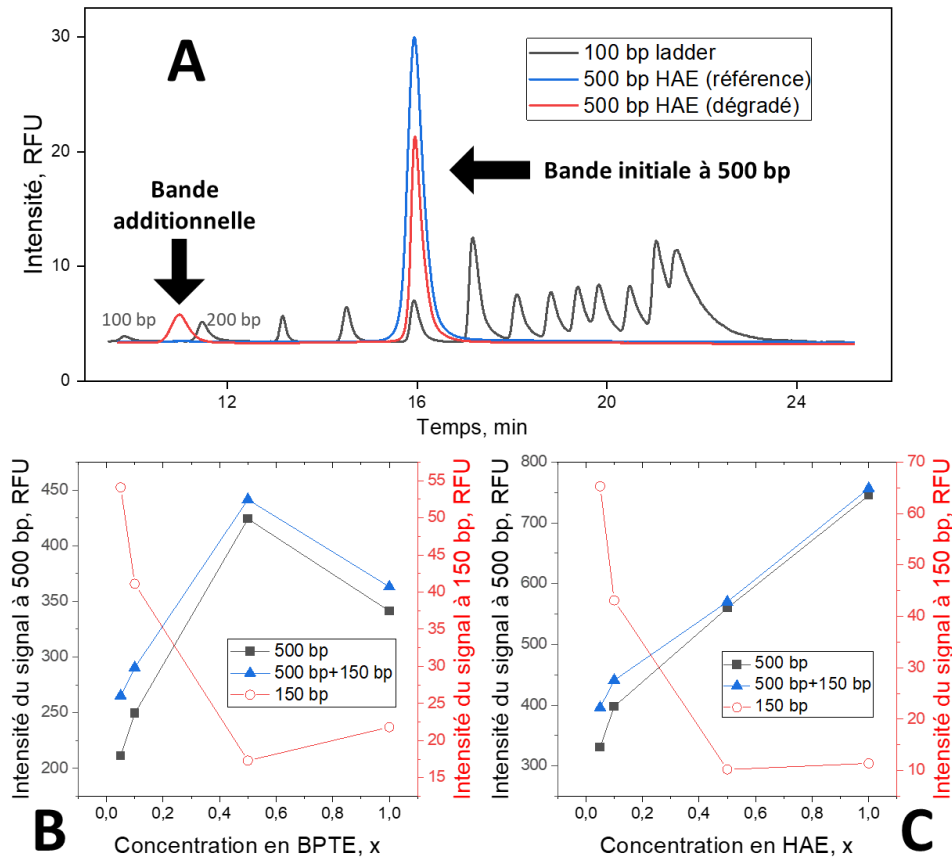 A
Intensité, RFU
30
20
10
0
100 bp ladder
500 bp HAE (référence)
500 bp HAE (dégradé)
Bande
additionnelle
Bande initiale à 500 bp
100 bp
200 bp
12
16
20
24
Temps, min
Intensité du signal à 500 bp, RFU
450
400
350
300
250
200
500 bp
500 bp+150 bp
150 bp
55
50
45
40
35
30
25
20
15
Intensité du signal à 150 bp, RFU
0,0
0,2
0,4
0,6
0,8
1,0
Concentration en BPTE, x
B
Intensité du signal à 500 bp, RFU
800
700
600
500
400
300
500 bp
500 bp+150 bp
150 bp
70
60
50
40
30
20
10
Intensité du signal à 150 bp, RFU
0,0
0,2
0,4
0,6
0,8
1,0
Concentration en HAE, x
C